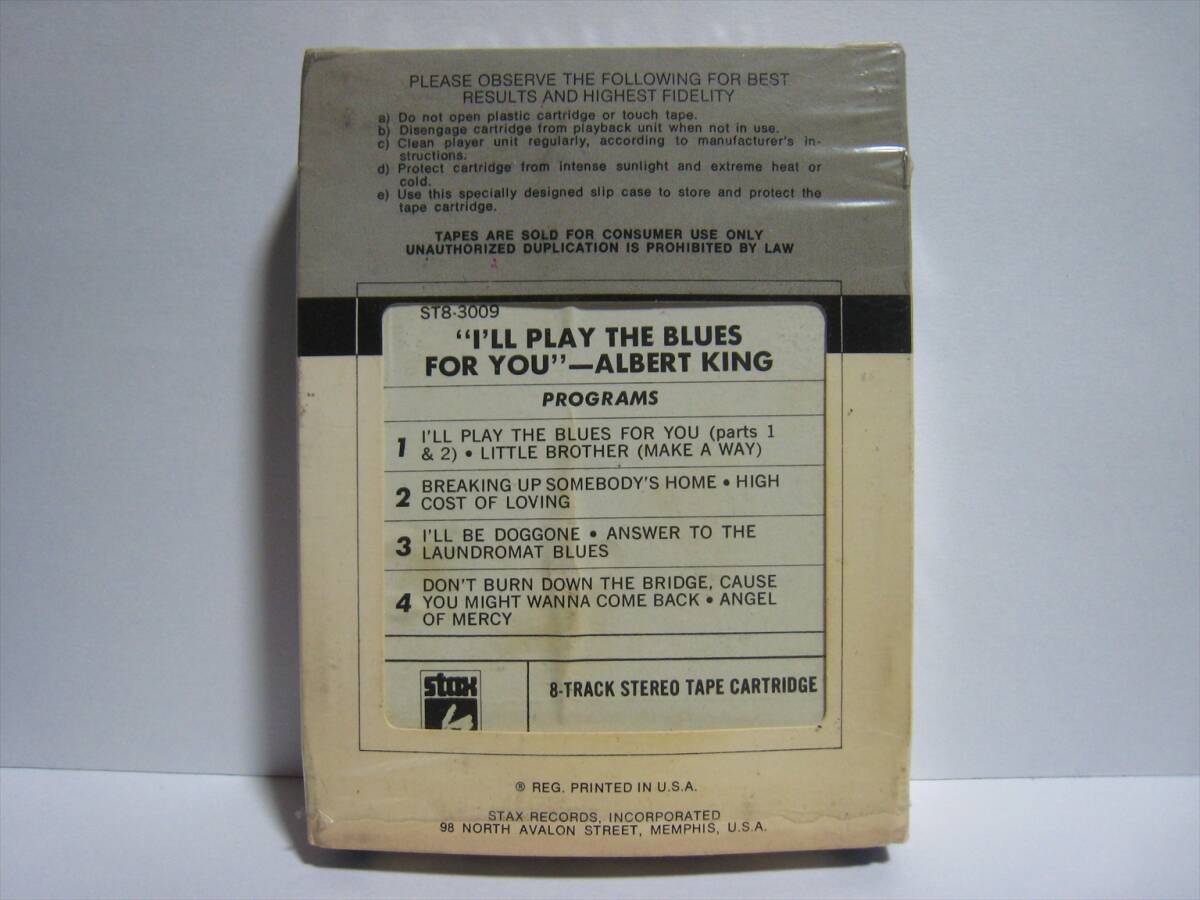 PLEASE OBSERVE THE FOLLOWING FOR BEST
RESULTS AND HIGHEST FIDELITY
a) Do not open plastic cartridge or touch tape.
b) Disengage cartridge from playback unit when not in use.
c) Clean player unit regularly, according to manufacturer's in-
structions.
d) Protect cartridge from intense sunlight and extreme heat or
cold.
e) Use this specially designed slip case to store and protect the
tape cartridge.
TAPES ARE SOLD FOR CONSUMER USE ONLY
UNAUTHORIZED DUPLICATION IS PROHIBITED BY LAW
ST8-3009
“I'LL PLAY THE BLUES
FOR YOU”—ALBERT KING
PROGRAMS
1 I'LL PLAY THE BLUES FOR YOU (parts 1
& 2) • LITTLE BROTHER (MAKE A WAY)
2 BREAKING UP SOMEBODY'S HOME • HIGH
COST OF LOVING
3 I'LL BE DOGGONE • ANSWER TO THE
LAUNDROMAT BLUES
4 DON'T BURN DOWN THE BRIDGE, CAUSE
YOU MIGHT WANNA COME BACK • ANGEL
OF MERCY
stax
8-TRACK STEREO TAPE CARTRIDGE
® REG. PRINTED IN U.S.A.
STAX RECORDS, INCORPORATED
98 NORTH AVALON STREET, MEMPHIS, U.S.A.